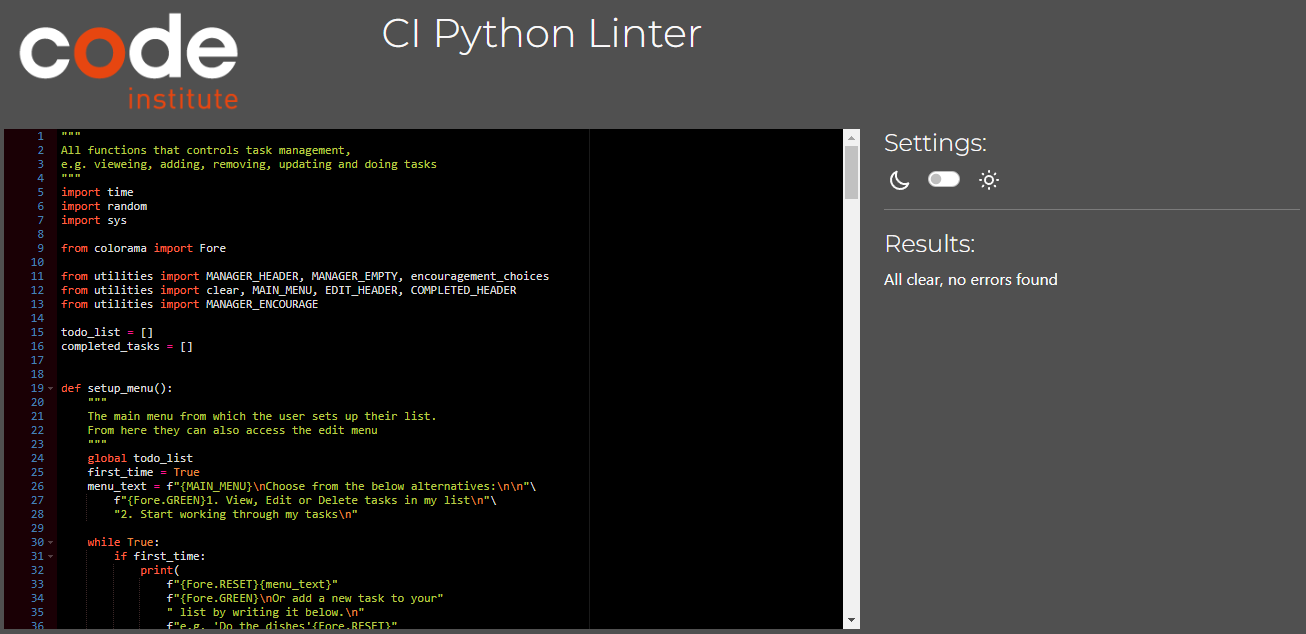 code
institute
CI Python Linter
1 """
2 All functions that controls task management,
3 e.g. vieweing, adding, removing, updating and doing tasks
4 """
5 import time
6 import random
7 import sys
8
9 from colorama import Fore
10
11 from utilities import MANAGER_HEADER, MANAGER_EMPTY, encouragement_choices
12 from utilities import clear, MAIN_MENU, EDIT_HEADER, COMPLETED_HEADER
13 from utilities import MANAGER_ENCOURAGE
14
15 todo_list = []
16 completed_tasks = []
17
18
19 def setup_menu():
20     """
21     The main menu from which the user sets up their list.
22     From here they can also access the edit menu
23     """
24     global todo_list
25     first_time = True
26     menu_text = f"{MAIN_MENU}\nChoose from the below alternatives:\n\n"\
27         f"{Fore.GREEN}1. View, Edit or Delete tasks in my list\n"\
28         "2. Start working through my tasks\n"
29
30     while True:
31         if first_time:
32             print(
33                 f"{Fore.RESET}{menu_text}"
34                 f"{Fore.GREEN}\nOr add a new task to your"
35                 " list by writing it below.\n"
36                 f"e.g. 'Do the dishes'{Fore.RESET}"
Settings:
Results:
All clear, no errors found